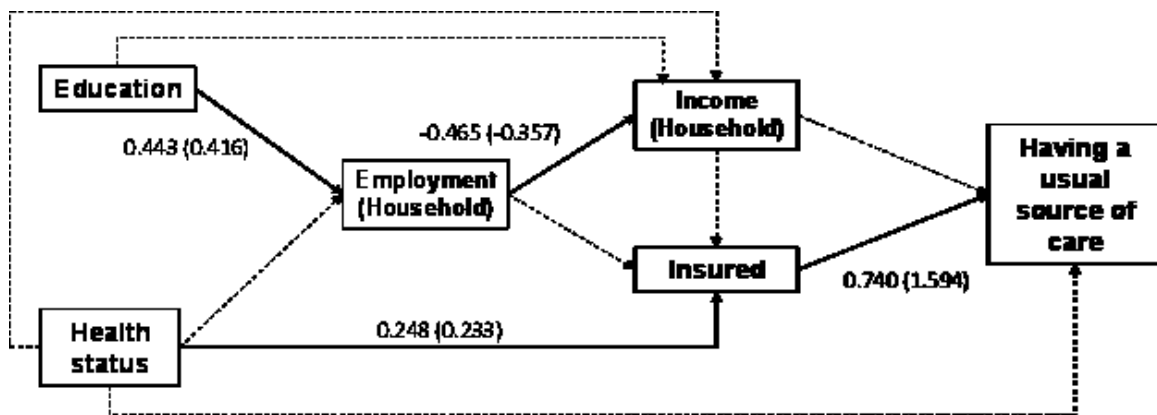 Education
0.443 (0.416)
-0.465 (-0.357)
Income
(Household)
Employment
(Household)
Having a
usual
source of
care
Insured
0.740 (1.594)
Health
status
0.248 (0.233)